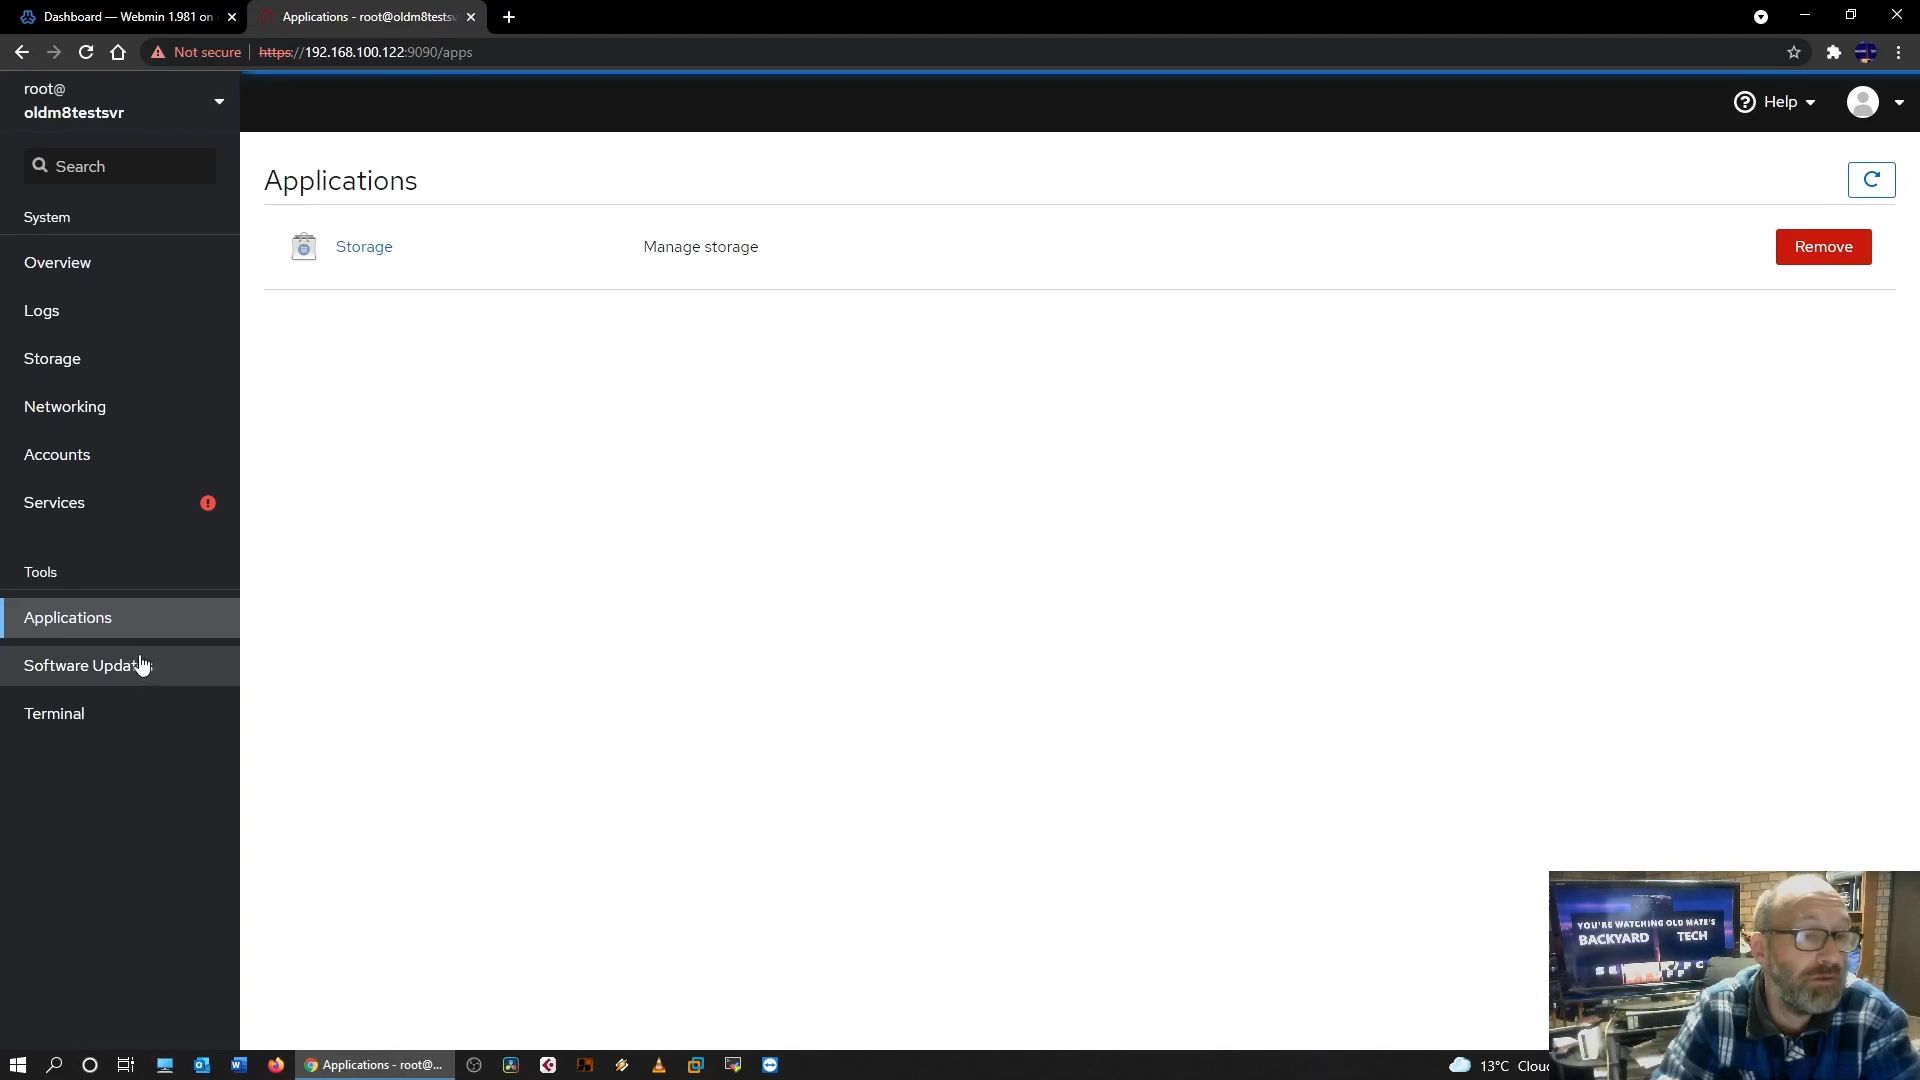 Dashboard — Webmin 1.981 on
Applications - root@oldm8testsv
Not secure
https://192.168.100.122:9090/apps
root@
oldm8testsvr
Help
Search
Applications
System
Storage
Manage storage
Remove
Overview
Logs
Storage
Networking
Accounts
Services
Tools
Applications
Software Updat
Terminal
YOU'RE WATCHING OLD MATE'S
BACKYARD TECH
Applications - root@...
13°C Clou